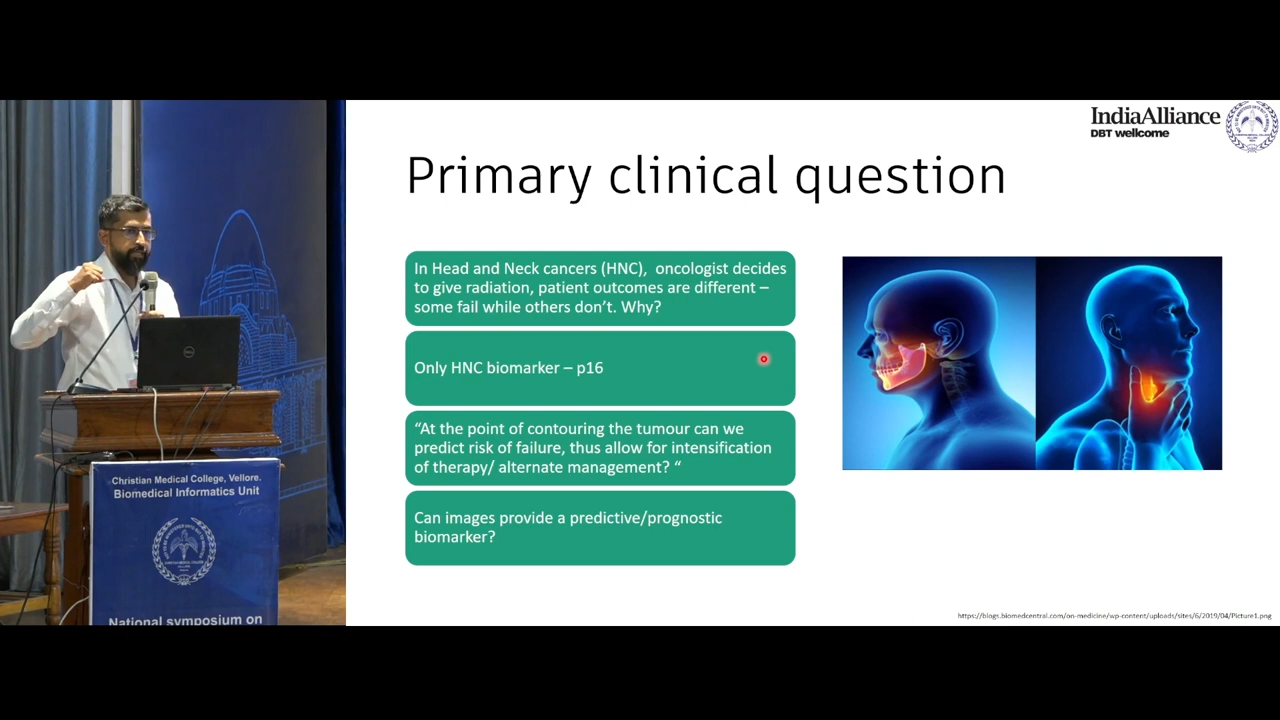 IndiaAlliance
DBT wellcome
Primary clinical question
In Head and Neck cancers (HNC),  oncologist decides
to give radiation, patient outcomes are different –
some fail while others don’t. Why?
Only HNC biomarker – p16
“At the point of contouring the tumour can we
predict risk of failure, thus allow for intensification
of therapy/ alternate management? “
Can images provide a predictive/prognostic
biomarker?
https://blogs.biomedcentral.com/on-medicine/wp-content/uploads/sites/6/2019/04/Picture1.png
DELL
Christian Medical College, Vellore.
Biomedical Informatics Unit
National symposium on